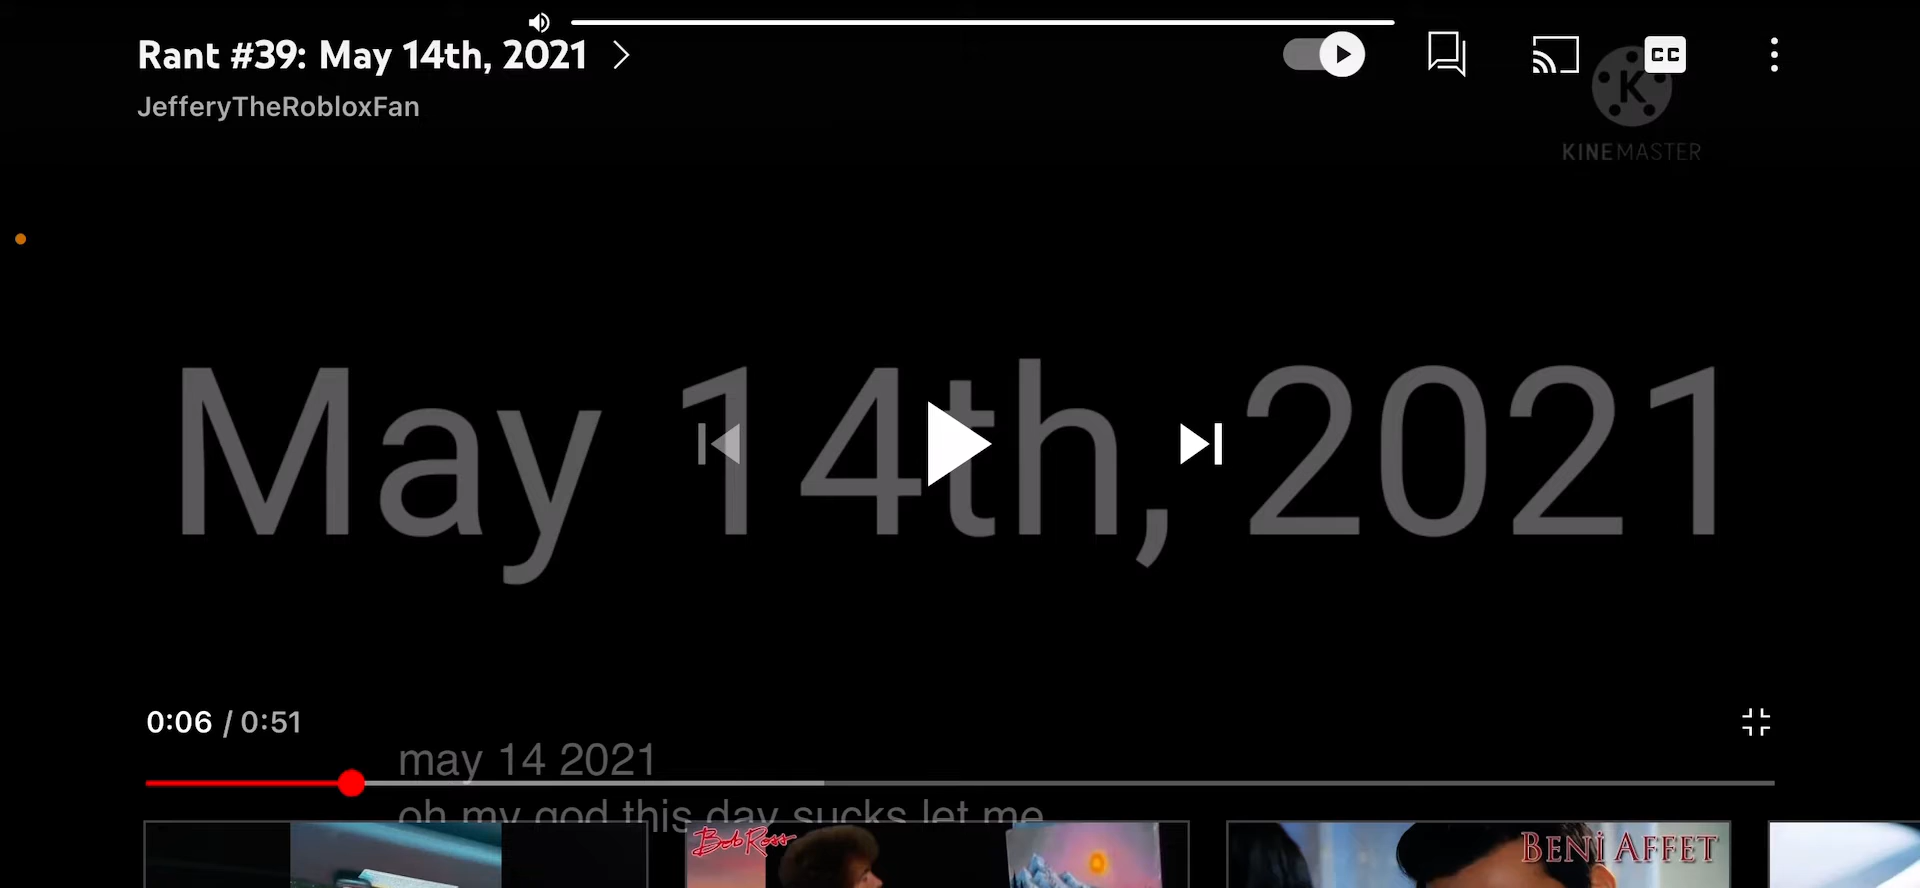 Rant #39: May 14th, 2021
JefferyTheRobloxFan
CC
K
KINEMASTER
May 14th, 2021
0:06 / 0:51
may 14 2021
oh my god this day sucks let me
Bob Ross
BENİ AFFET